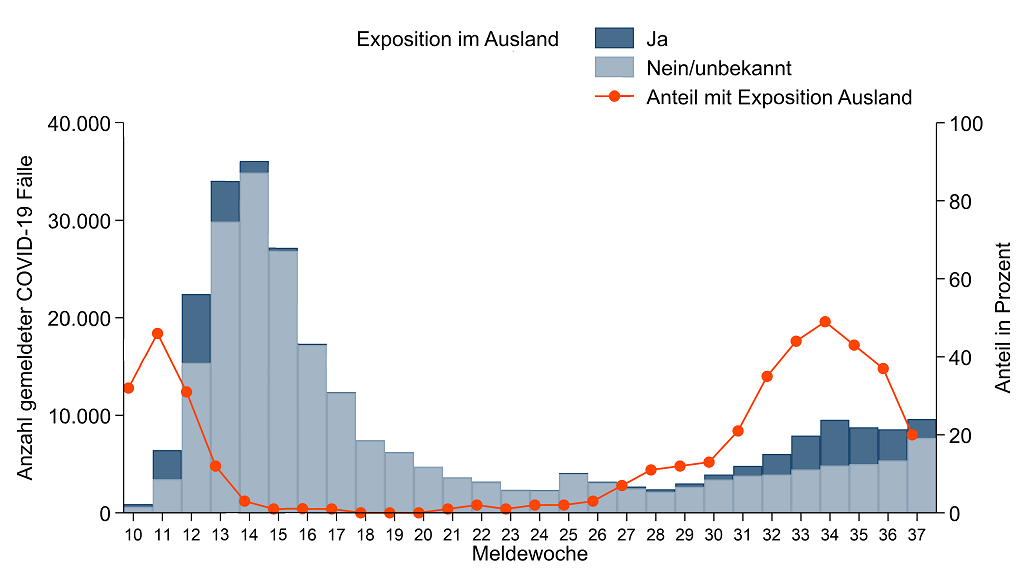 Exposition im Ausland
Ja
Nein/unbekannt
Anteil mit Exposition Ausland
Anzahl gemeldeter COVID-19 Fälle
40.000
30.000
20.000
10.000
0
100
80
60
40
20
0
Anteil in Prozent
10 11 12 13 14 15 16 17 18 19 20 21 22 23 24 25 26 27 28 29 30 31 32 33 34 35 36 37
Meldewoche